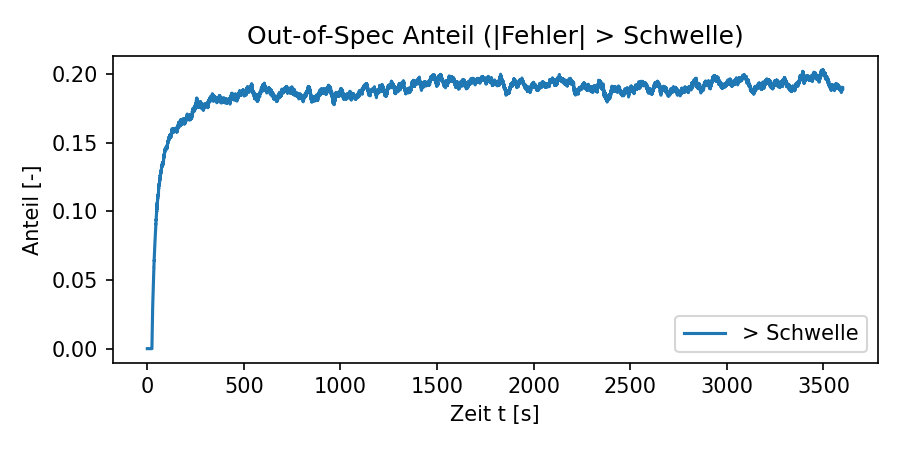 Out-of-Spec Anteil (|Fehler| > Schwelle)
Anteil [-]
0.20
0.15
0.10
0.05
0.00
> Schwelle
0 500 1000 1500 2000 2500 3000 3500
Zeit t [s]